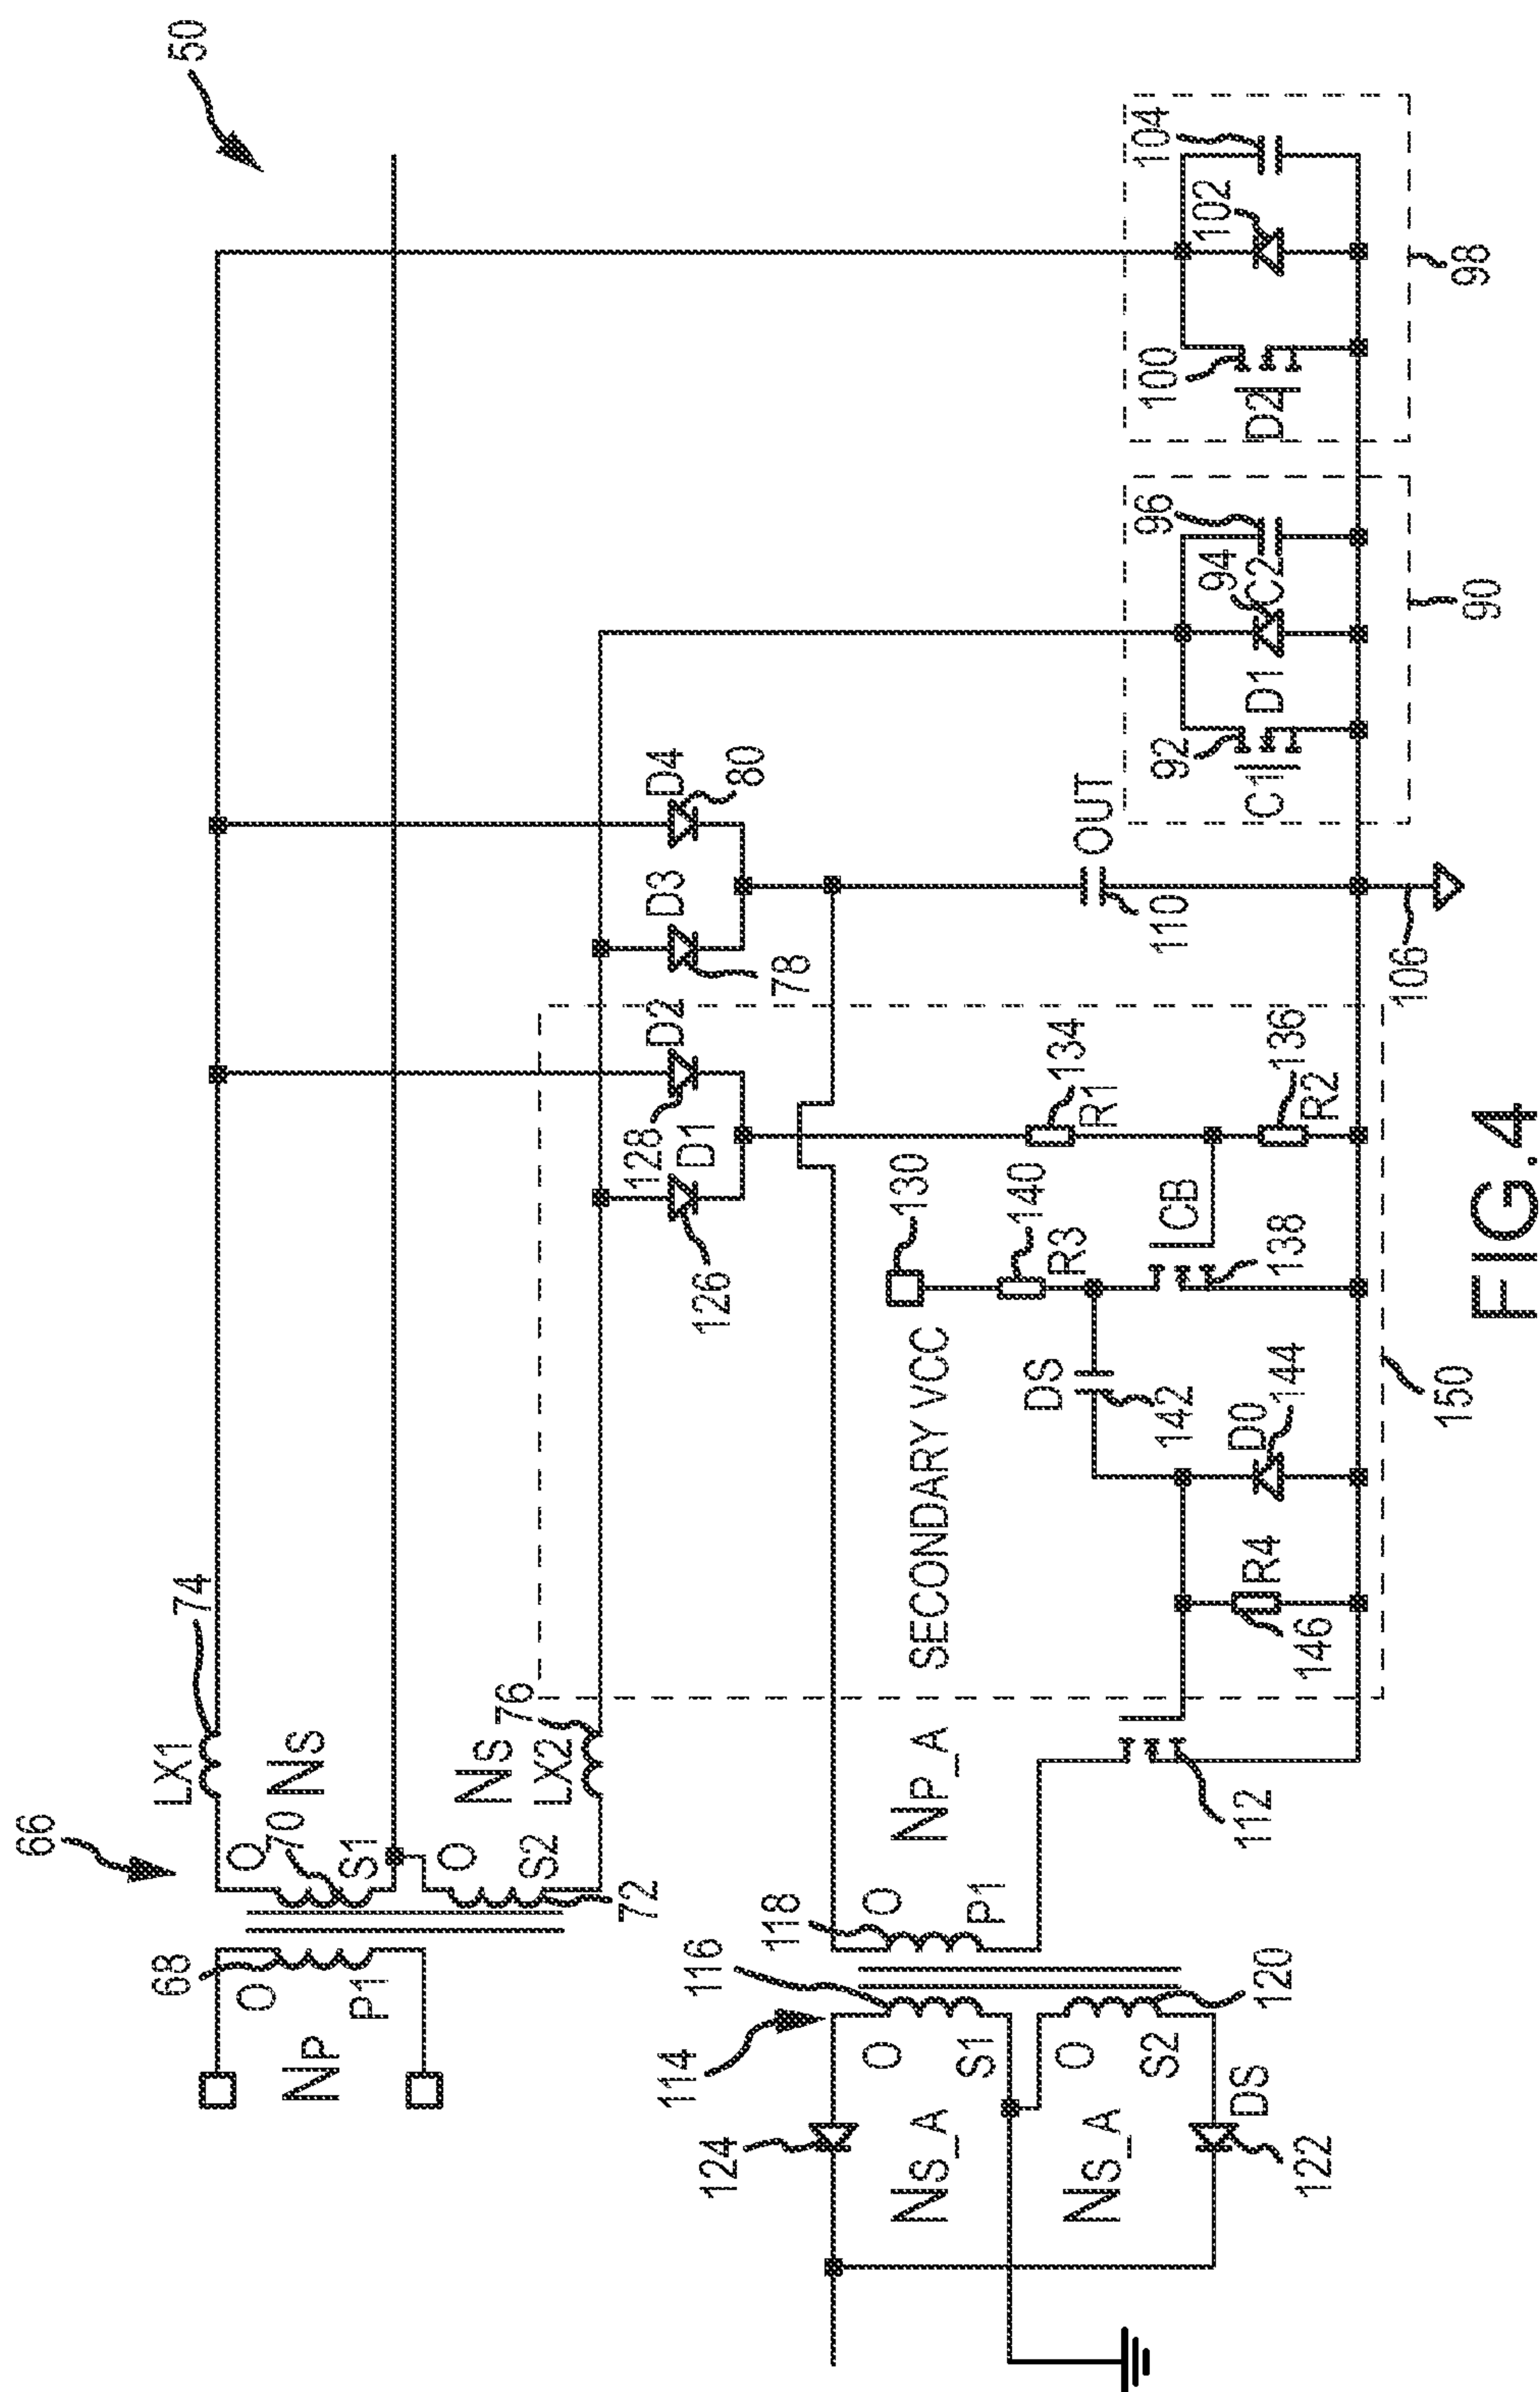 50
66
LX1
74
68
O
O
70
NS
NP
P1
S1
O
NS
S2
LX2
76
72
D2
D3
D4
128
D1
80
126
78
114
116
118
O
O
P1
NP_A
SECONDARY VCC
130
124
NS_A
S1
NS_A
O
S2
120
DS
122
112
DS
142
140
R3
134
R1
CB
138
136
R2
D0
144
R4
146
150
OUT
110
106
92
94
96
C1
D1
C2
90
100
102
104
D2
98
FIG.4